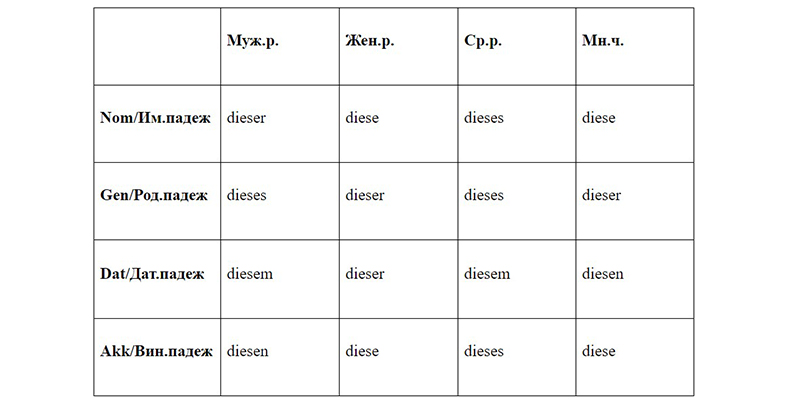 Муж.р. Жен.р. Ср.р. Мн.ч.
Nom/Им.падеж dieser diese dieses diese
Gen/Род.падеж dieses dieser dieses dieser
Dat/Дат.падеж diesem dieser diesem diesen
Akk/Вин.падеж diesen diese dieses diese